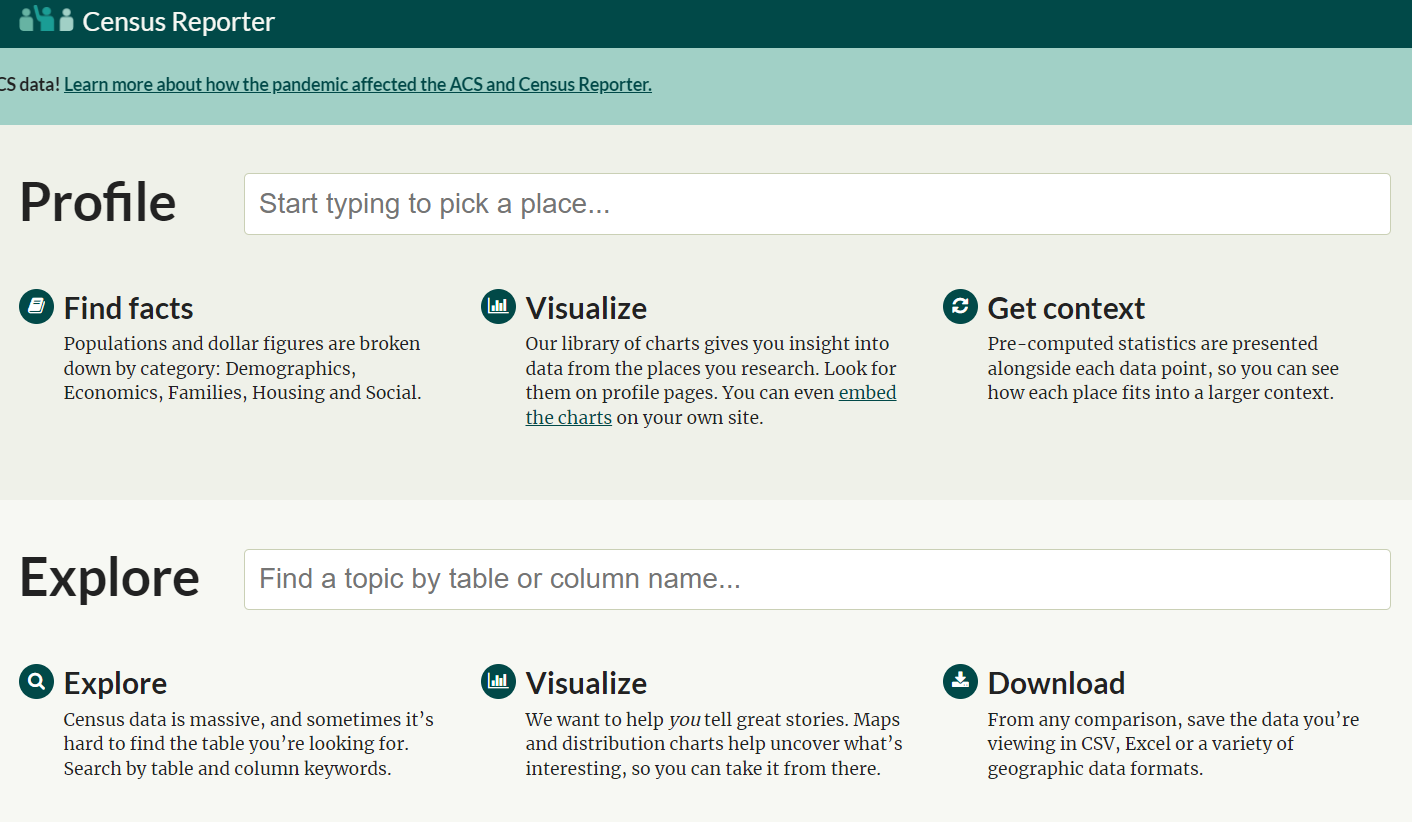 Census Reporter
CS data! Learn more about how the pandemic affected the ACS and Census Reporter.
Profile
Start typing to pick a place...
Find facts
Populations and dollar figures are broken
down by category: Demographics,
Economics, Families, Housing and Social.
Visualize
Our library of charts gives you insight into
data from the places you research. Look for
them on profile pages. You can even embed
the charts on your own site.
Get context
Pre-computed statistics are presented
alongside each data point, so you can see
how each place fits into a larger context.
Explore
Find a topic by table or column name...
Explore
Census data is massive, and sometimes it’s
hard to find the table you’re looking for.
Search by table and column keywords.
Visualize
We want to help you tell great stories. Maps
and distribution charts help uncover what’s
interesting, so you can take it from there.
Download
From any comparison, save the data you’re
viewing in CSV, Excel or a variety of
geographic data formats.